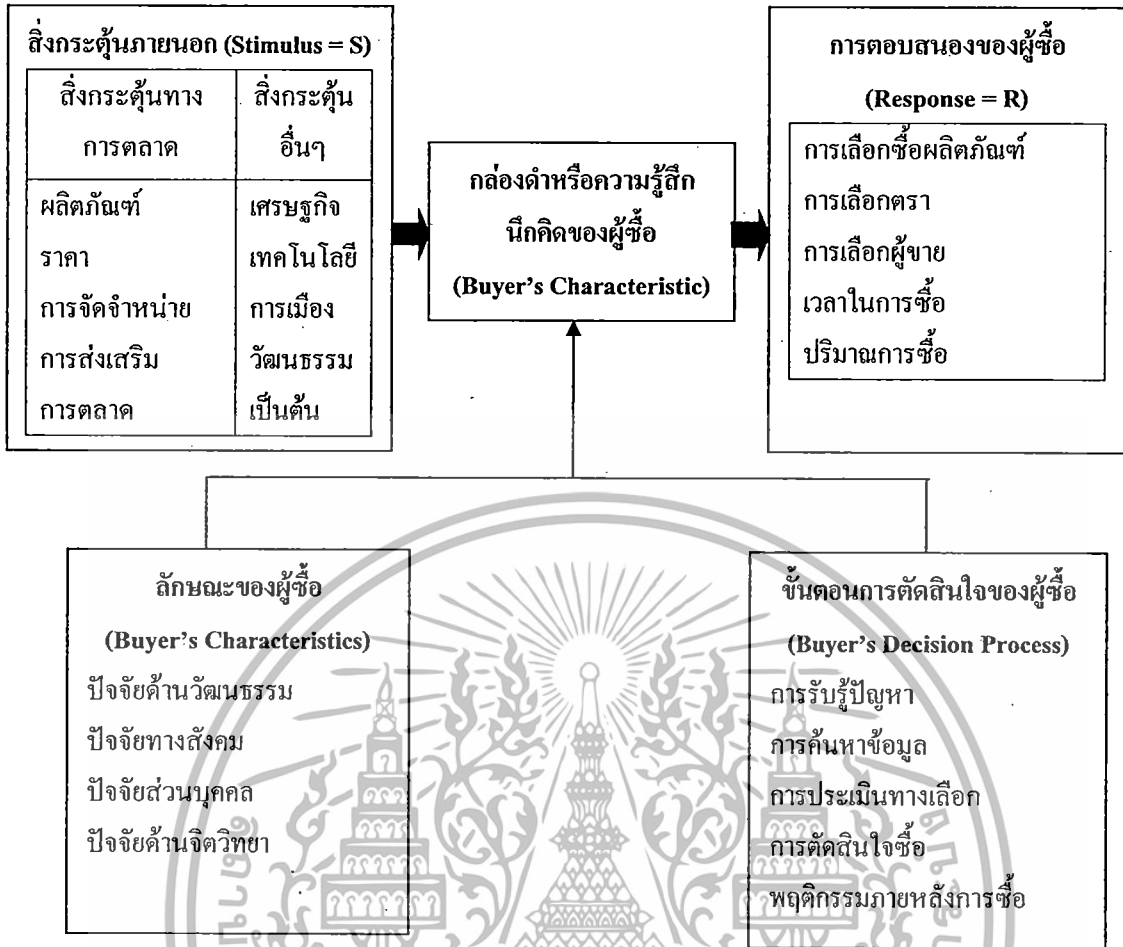 สิ่งกระตุ้นภายนอก (Stimulus = S)
สิ่งกระตุ้นทาง
การตลาด
สิ่งกระตุ้น
อื่นๆ
ผลิตภัณฑ์
ราคา
การจัดจำหน่าย
การส่งเสริม
การตลาด
เศรษฐกิจ
เทคโนโลยี
การเมือง
วัฒนธรรม
เป็นต้น
กล่องดำหรือความรู้สึก
นึกคิดของผู้ซื้อ
(Buyer's Characteristic)
การตอบสนองของผู้ซื้อ
(Response = R)
การเลือกซื้อผลิตภัณฑ์
การเลือกตรา
การเลือกผู้ขาย
เวลาในการซื้อ
ปริมาณการซื้อ
ลักษณะของผู้ซื้อ
(Buyer's Characteristics)
ปัจจัยด้านวัฒนธรรม
ปัจจัยทางสังคม
ปัจจัยส่วนบุคคล
ปัจจัยด้านจิตวิทยา
ขั้นตอนการตัดสินใจของผู้ซื้อ
(Buyer's Decision Process)
การรับรู้ปัญหา
การค้นหาข้อมูล
การประเมินทางเลือก
การตัดสินใจซื้อ
พฤติกรรมภายหลังการซื้อ